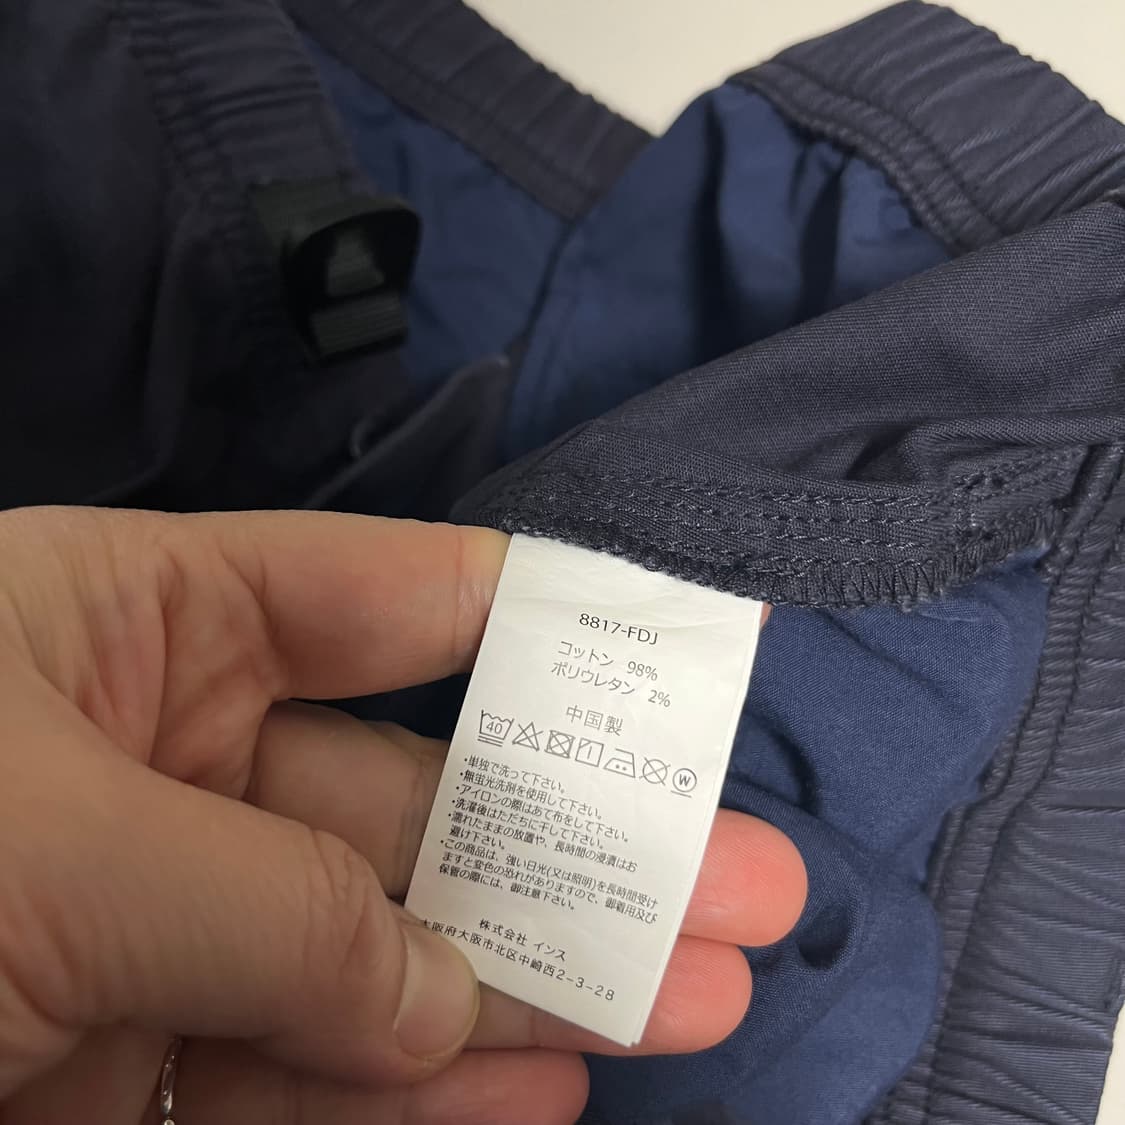 8817-FDJ
コットン 98%
ポリウレタン 2%
中国製
40
W
・単独で洗って下さい。
・無蛍光洗剤を使用して下さい。
・アイロンの際はあて布をして下さい。
・洗濯後はただちに干して下さい。
・濡れたままの放置や、長時間の浸漬はお
避け下さい。
・この商品は、強い日光(又は照明)を長時間受け
ますと変色の恐れがありますので、御着用及び
保管の際には、御注意下さい。
株式会社 インス
大阪府大阪市北区中崎西2-3-28